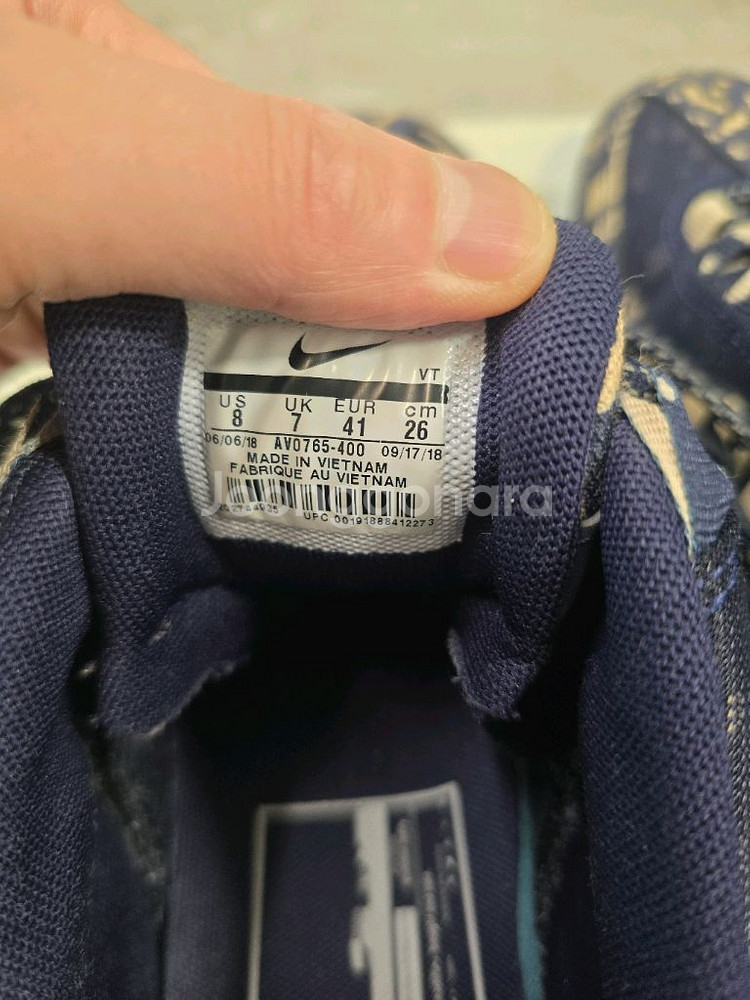 VT
US UK EUR cm
8 7 41 26
06/06/18 AV0765-400 09/17/18
MADE IN VIETNAM
FABRIQUE AU VIETNAM
UPC 00191888412273